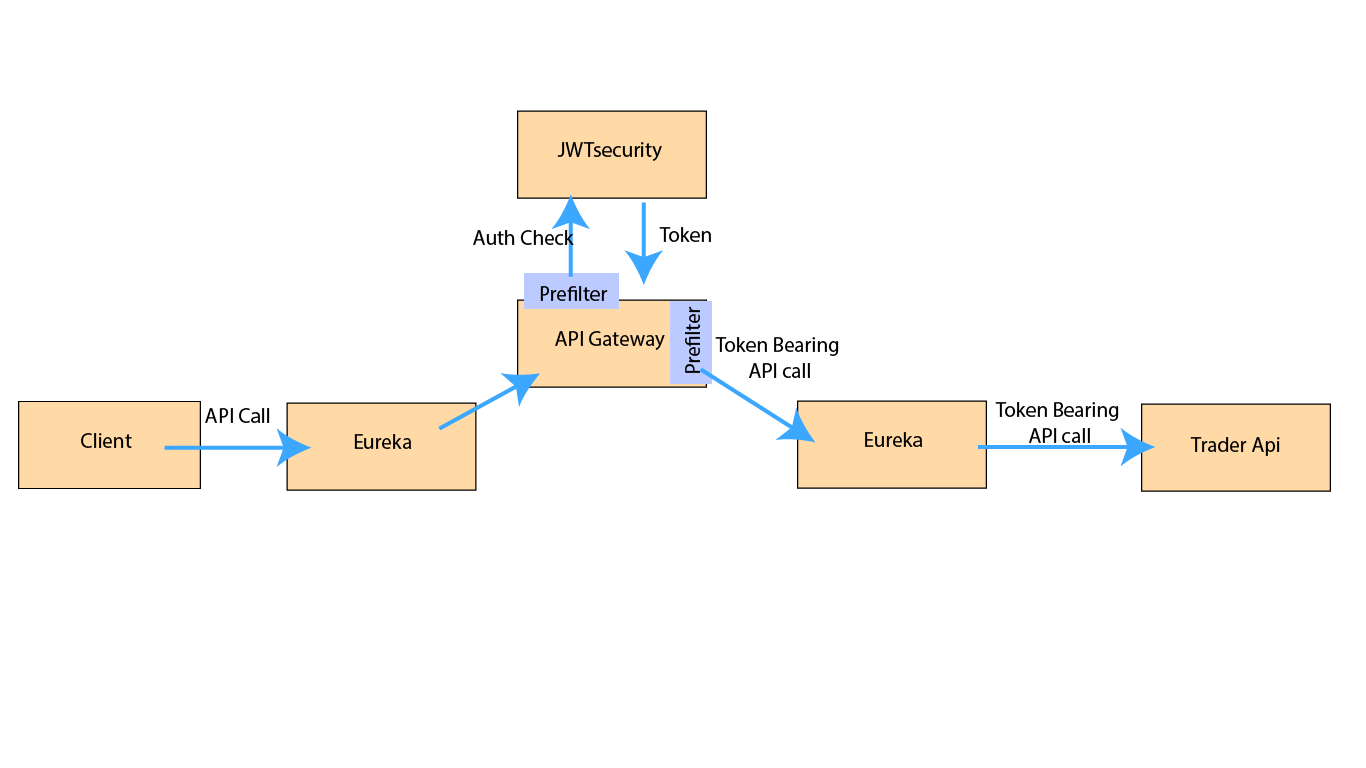 JWTsecurity
Auth Check
Token
Prefilter
API Gateway
Prefilter
Token Bearing
API call
Client
API Call
Eureka
Eureka
Token Bearing
API call
Trader Api